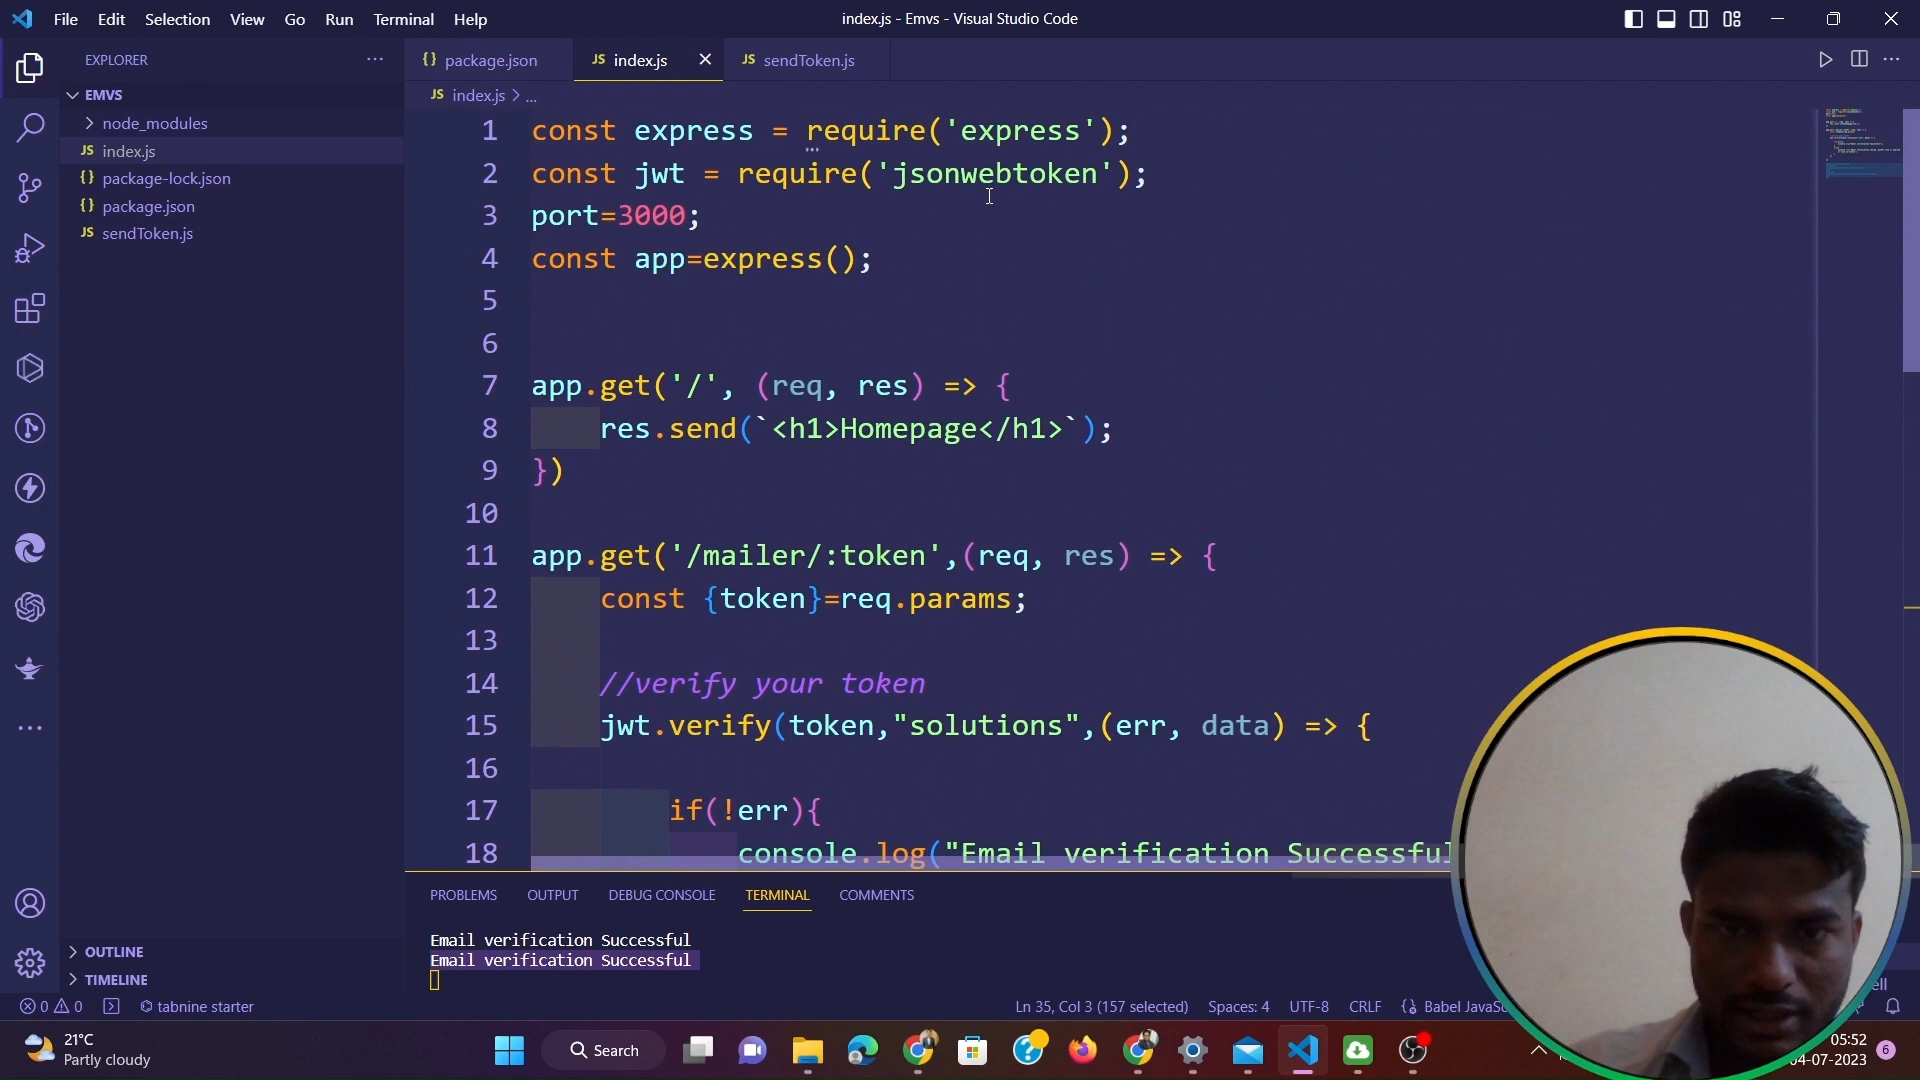 File Edit Selection View Go Run Terminal Help
index.js - Emvs - Visual Studio Code
EXPLORER
EMVS
node_modules
JS index.js
{} package-lock.json
{} package.json
JS sendToken.js
OUTLINE
TIMELINE
{} package.json
JS index.js
JS sendToken.js
JS index.js > ...
1 const express = require('express');
2 const jwt = require('jsonwebtoken');
3 port=3000;
4 const app=express();
5
6
7 app.get('/', (req, res) => {
8 res.send(`<h1>Homepage</h1>`);
9 })
10
11 app.get('/mailer/:token',(req, res) => {
12 const {token}=req.params;
13
14 //verify your token
15 jwt.verify(token,"solutions",(err, data) => {
16
17 if(!err){
18 console.log("Email verification Successful
PROBLEMS OUTPUT DEBUG CONSOLE TERMINAL COMMENTS
Email verification Successful
Email verification Successful
0 0 tabnine starter
Ln 35, Col 3 (157 selected) Spaces: 4 UTF-8 CRLF {} Babel JavaSc
21°C
Partly cloudy
Search
05:52
04-07-2023
6